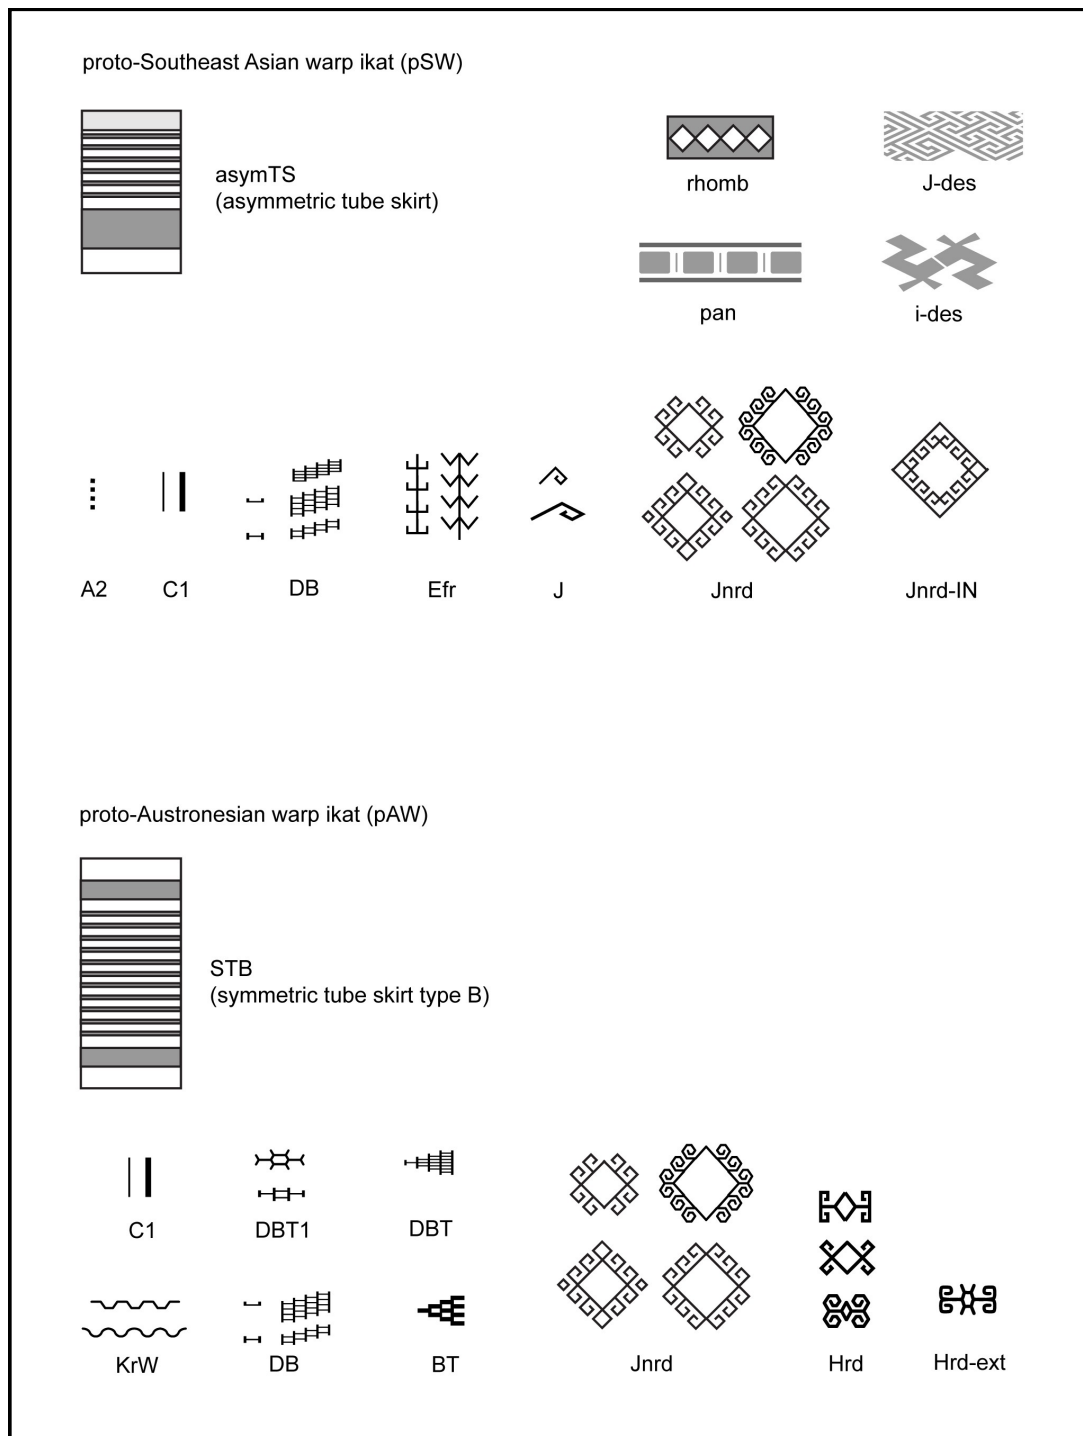 proto-Southeast Asian warp ikat (pSW)
asymTS
(asymmetric tube skirt)
rhomb
J-des
pan
i-des
A2
C1
DB
Efr
J
Jnrd
Jnrd-IN
proto-Austronesian warp ikat (pAW)
STB
(symmetric tube skirt type B)
C1
DBT1
DBT
KrW
DB
BT
Jnrd
Hrd
Hrd-ext